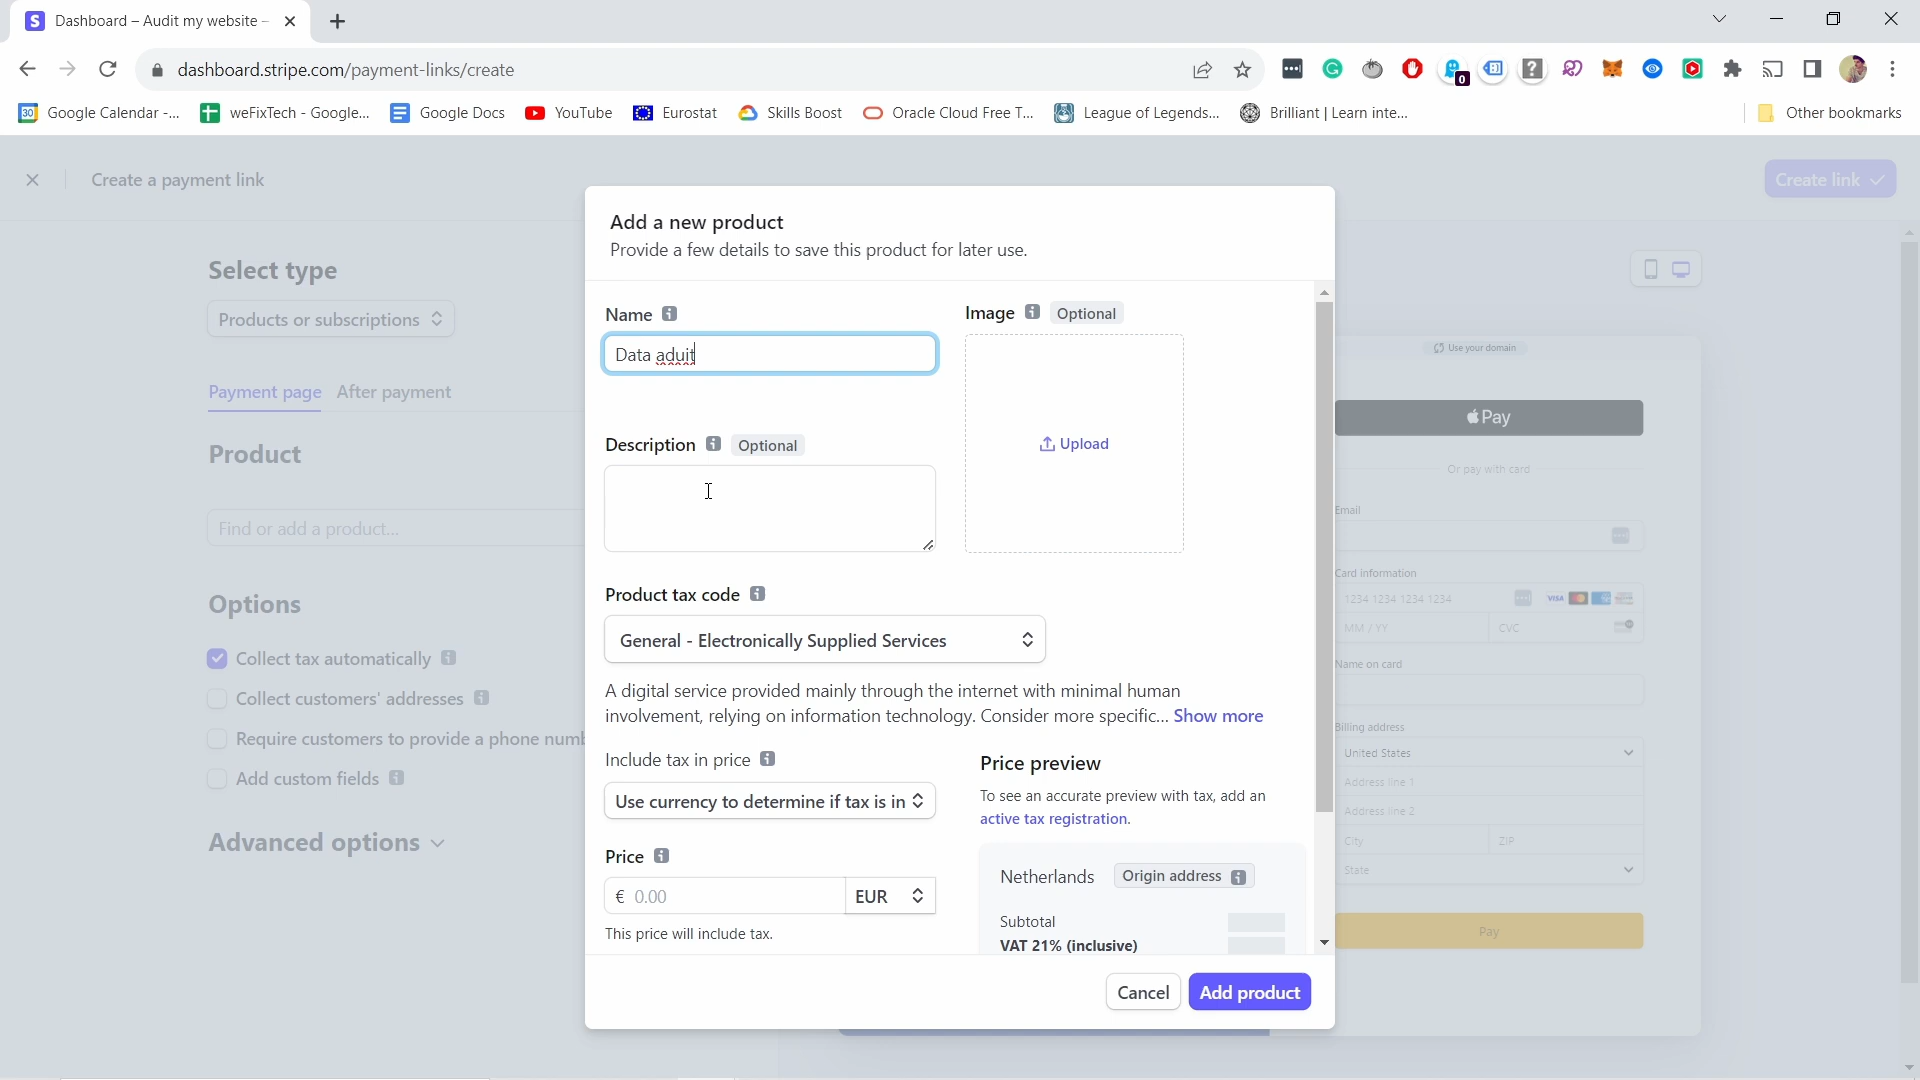 S Dashboard – Audit my website –
dashboard.stripe.com/payment-links/create
0
30 Google Calendar -... weFixTech - Google... Google Docs YouTube Eurostat Skills Boost Oracle Cloud Free T... League of Legends... Brilliant | Learn inte... Other bookmarks
Create a payment link
Create link
Select type
Products or subscriptions
Payment page After payment
Product
Find or add a product...
Options
Collect tax automatically
Collect customers' addresses
Require customers to provide a phone numb
Add custom fields
Advanced options
Add a new product
Provide a few details to save this product for later use.
Name
Data aduit
Image Optional
Upload
Description Optional
Product tax code
General - Electronically Supplied Services
A digital service provided mainly through the internet with minimal human
involvement, relying on information technology. Consider more specific... Show more
Include tax in price
Use currency to determine if tax is in
Price
€ 0.00 EUR
This price will include tax.
Price preview
To see an accurate preview with tax, add an
active tax registration.
Netherlands Origin address
Subtotal
VAT 21% (inclusive)
Cancel Add product
Use your domain
Pay
Or pay with card
Email
Card information
1234 1234 1234 1234 VISA
MM / YY CVC
Name on card
Billing address
United States
Address line 1
Address line 2
City ZIP
State
Pay